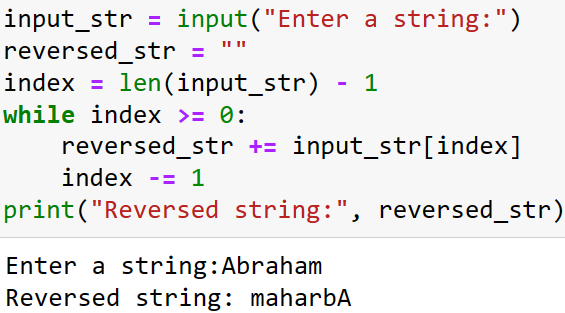 input_str = input("Enter a string:")
reversed_str = ""
index = len(input_str) - 1
while index >= 0:
    reversed_str += input_str[index]
    index -= 1
print("Reversed string:", reversed_str)
Enter a string:Abraham
Reversed string: maharbA